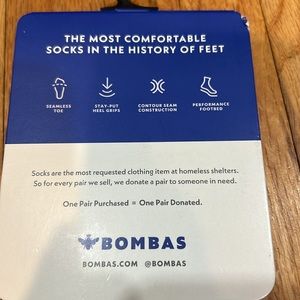 THE MOST COMFORTABLE
SOCKS IN THE HISTORY OF FEET
SEAMLESS
TOE
STAY-PUT
HEEL GRIPS
CONTOUR SEAM
CONSTRUCTION
PERFORMANCE
FOOTBED
Socks are the most requested clothing item at homeless shelters.
So for every pair we sell, we donate a pair to someone in need.
One Pair Purchased = One Pair Donated.
BOMBAS
BOMBAS.COM @BOMBAS